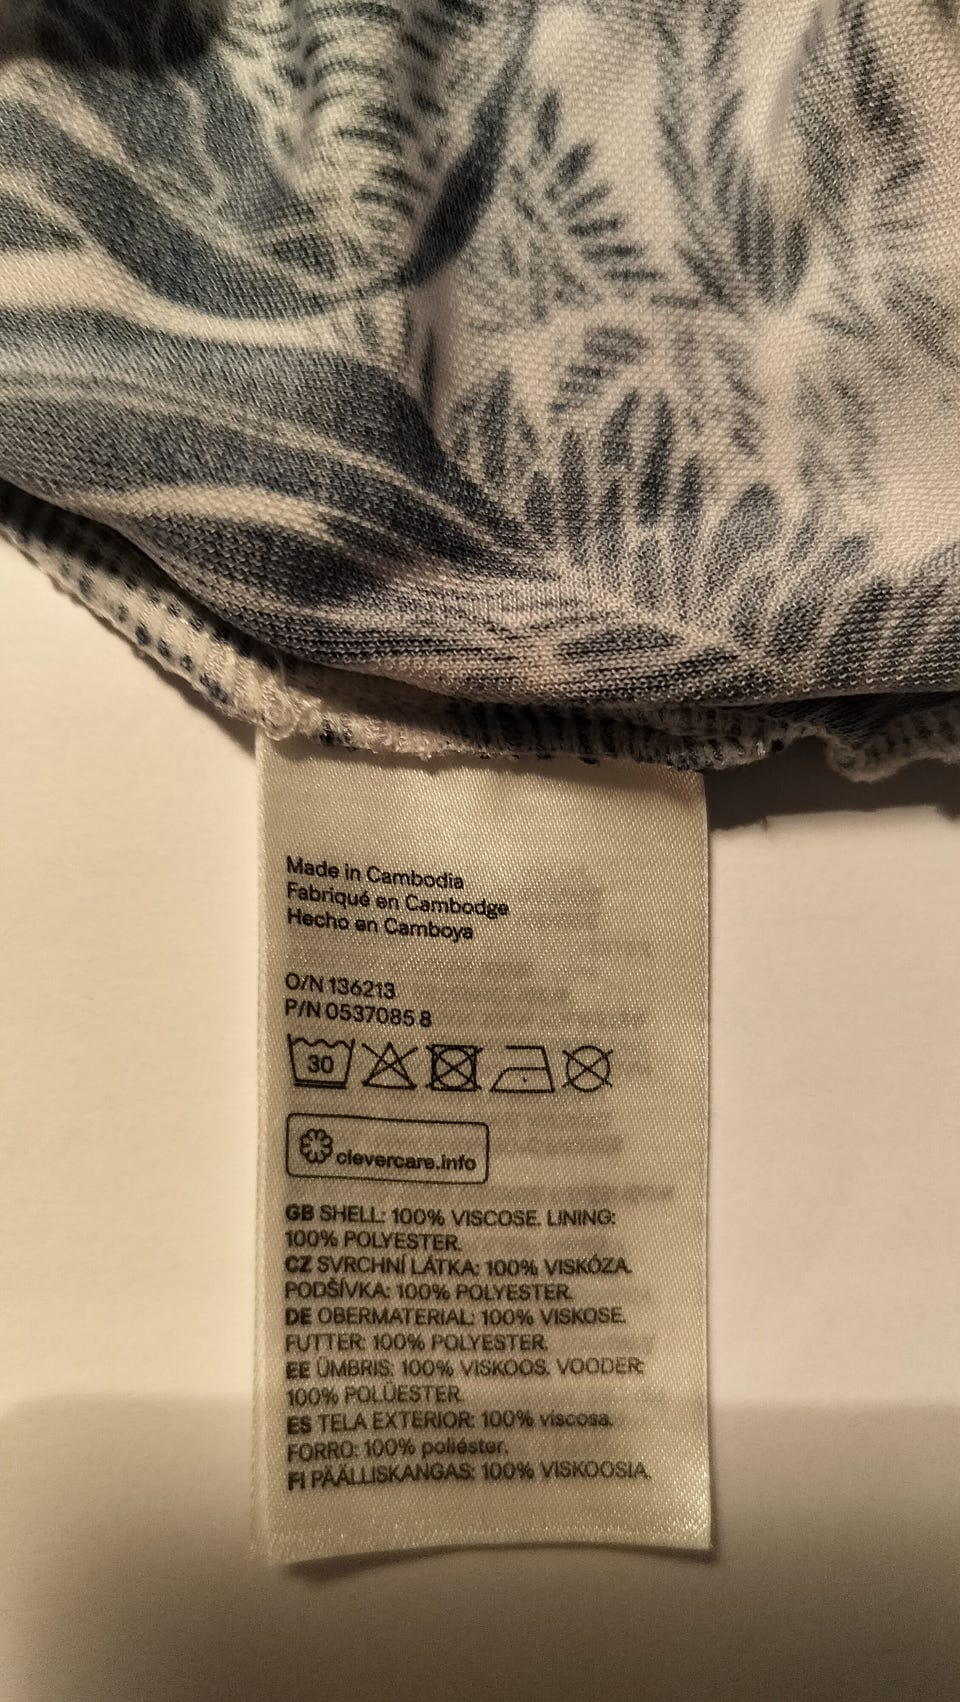 Made in Cambodia
Fabriqué en Cambodge
Hecho en Camboya
O/N 136213
P/N 0537085 8
30
clevercare.info
GB SHELL: 100% VISCOSE. LINING:
100% POLYESTER.
CZ SVRCHNÍ LÁTKA: 100% VISKÓZA.
PODŠÍVKA: 100% POLYESTER.
DE OBERMATERIAL: 100% VISKOSE.
FUTTER: 100% POLYESTER.
EE ÜMBRIS: 100% VISKOOS. VOODER:
100% POLÜESTER.
ES TELA EXTERIOR: 100% viscosa.
FORRO: 100% poliéster.
FI PÄÄLLISKANGAS: 100% VISKOOSIA.